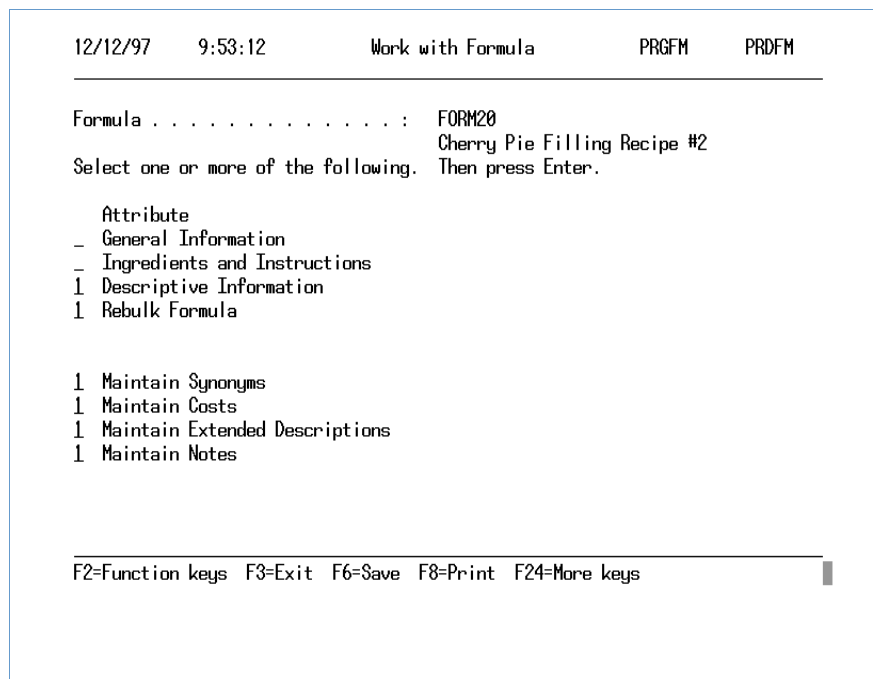 12/12/97 9:53:12 Work with Formula PRGFM PRDFM
Formula . . . . . . . . . . . . . : FORM20
Cherry Pie Filling Recipe #2
Select one or more of the following. Then press Enter.
Attribute
_ General Information
_ Ingredients and Instructions
1 Descriptive Information
1 Rebulk Formula
1 Maintain Synonyms
1 Maintain Costs
1 Maintain Extended Descriptions
1 Maintain Notes
F2=Function keys F3=Exit F6=Save F8=Print F24=More keys